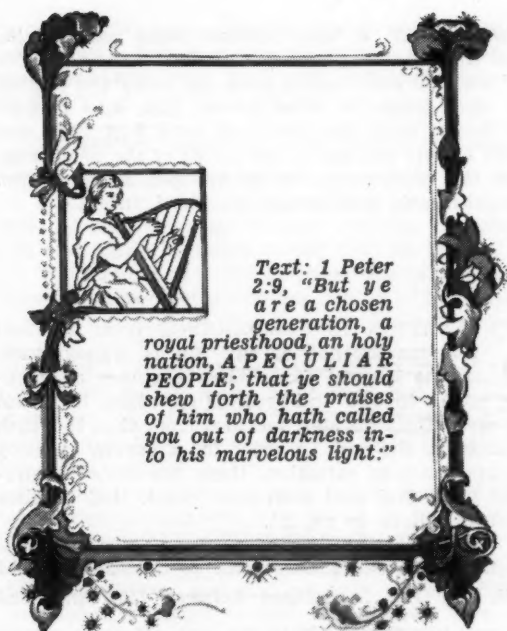 Text: 1 Peter
2:9, “But ye
are a chosen
generation, a
royal priesthood, an holy
nation, A PECULIAR
PEOPLE; that ye should
shew forth the praises
of him who hath called
you out of darkness in-
to his marvelous light:”